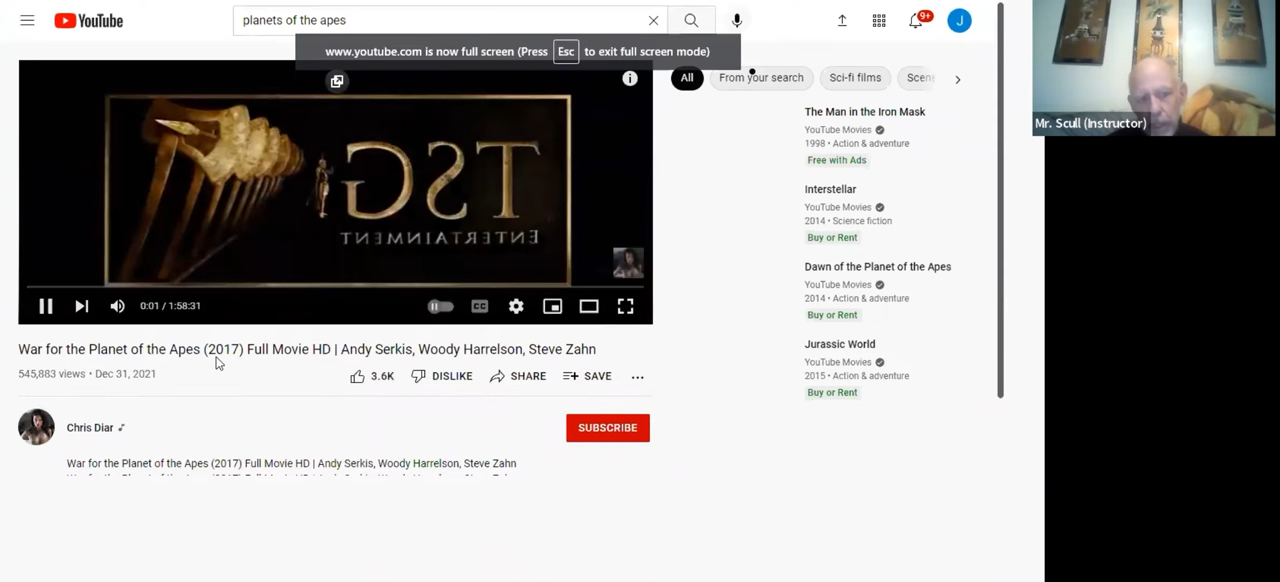 YouTube
planets of the apes
9+
J
www.youtube.com is now full screen (Press Esc to exit full screen mode)
TSG
ENTERTAINMENT
0:01 / 1:58:31
CC
All
From your search
Sci-fi films
Scene
The Man in the Iron Mask
YouTube Movies
1998 • Action & adventure
Free with Ads
Interstellar
YouTube Movies
2014 • Science fiction
Buy or Rent
Dawn of the Planet of the Apes
YouTube Movies
2014 • Action & adventure
Buy or Rent
Jurassic World
YouTube Movies
2015 • Action & adventure
Buy or Rent
War for the Planet of the Apes (2017) Full Movie HD | Andy Serkis, Woody Harrelson, Steve Zahn
545,883 views • Dec 31, 2021
3.6K
DISLIKE
SHARE
SAVE
Chris Diar
SUBSCRIBE
War for the Planet of the Apes (2017) Full Movie HD | Andy Serkis, Woody Harrelson, Steve Zahn
Mr. Scull (Instructor)